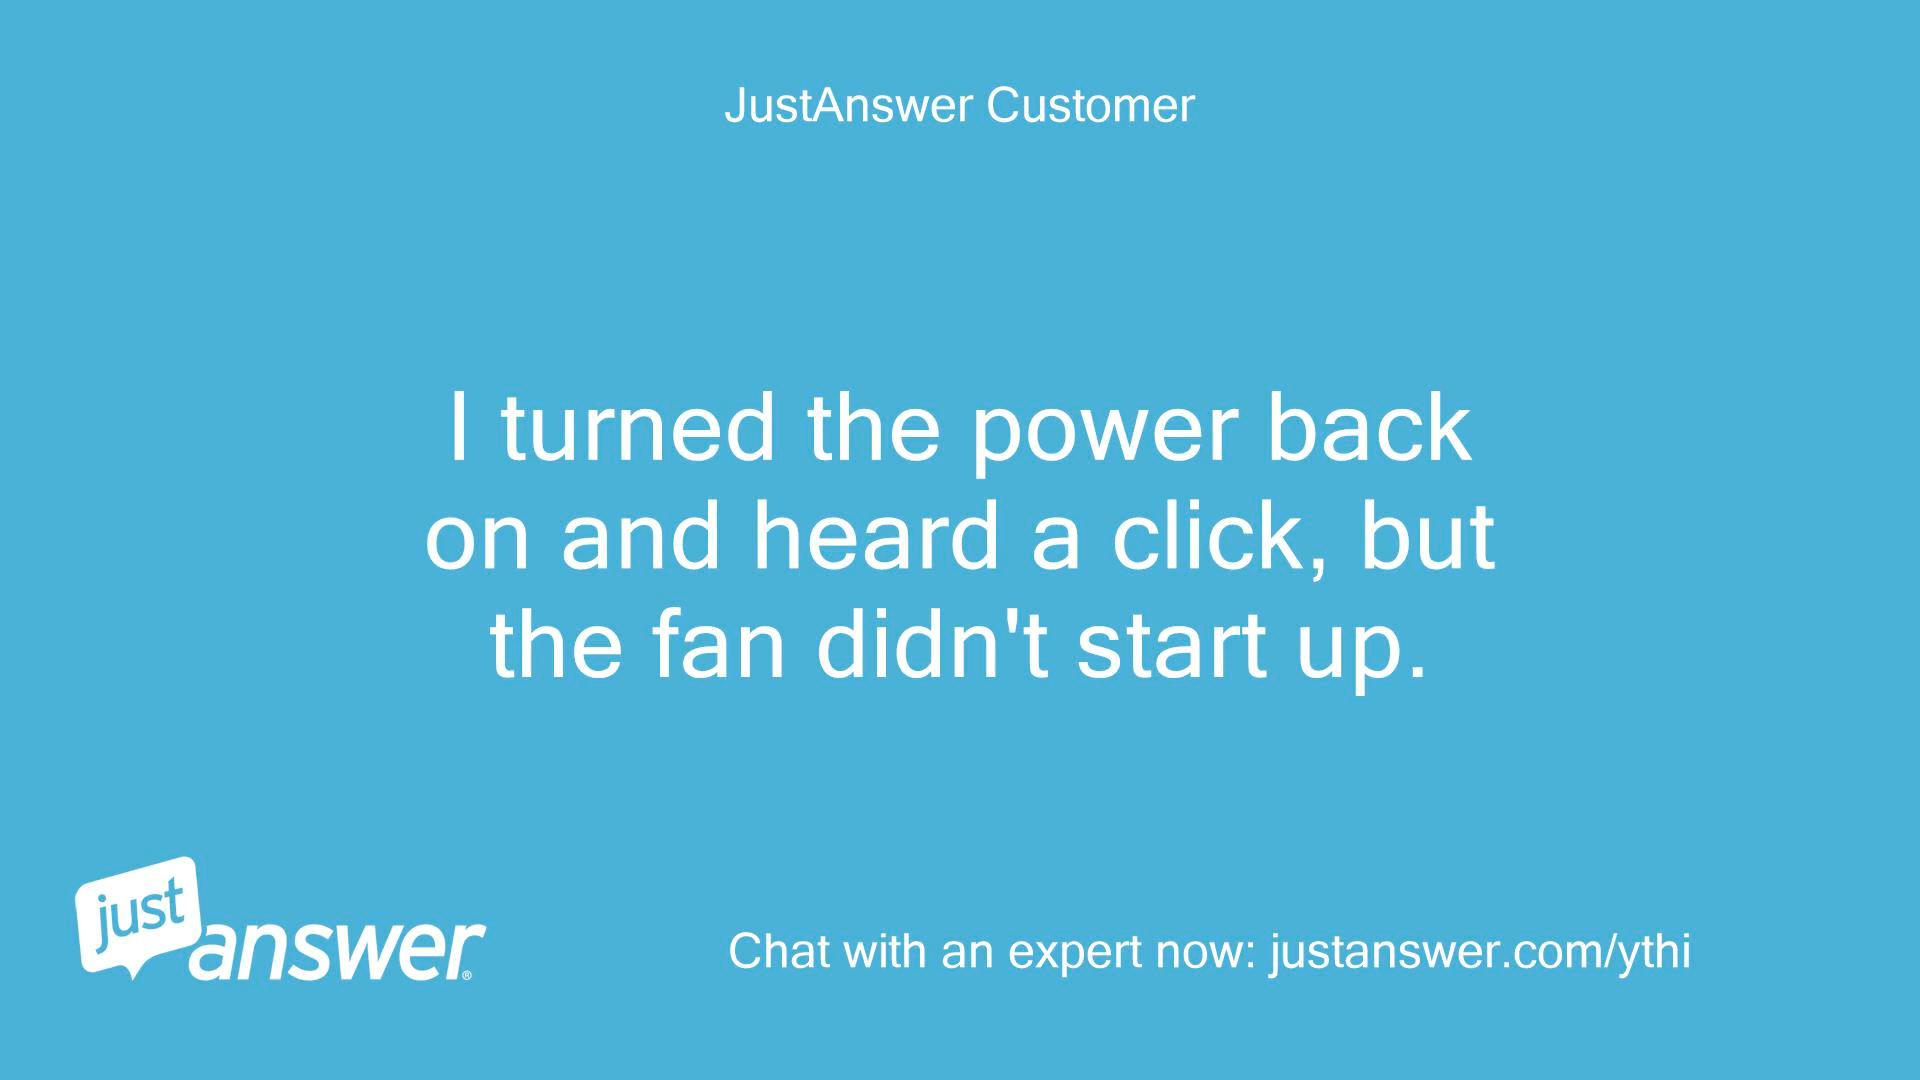 JustAnswer Customer
I turned the power back
on and heard a click, but
the fan didn't start up.
just
answer®
Chat with an expert now: justanswer.com/ythi